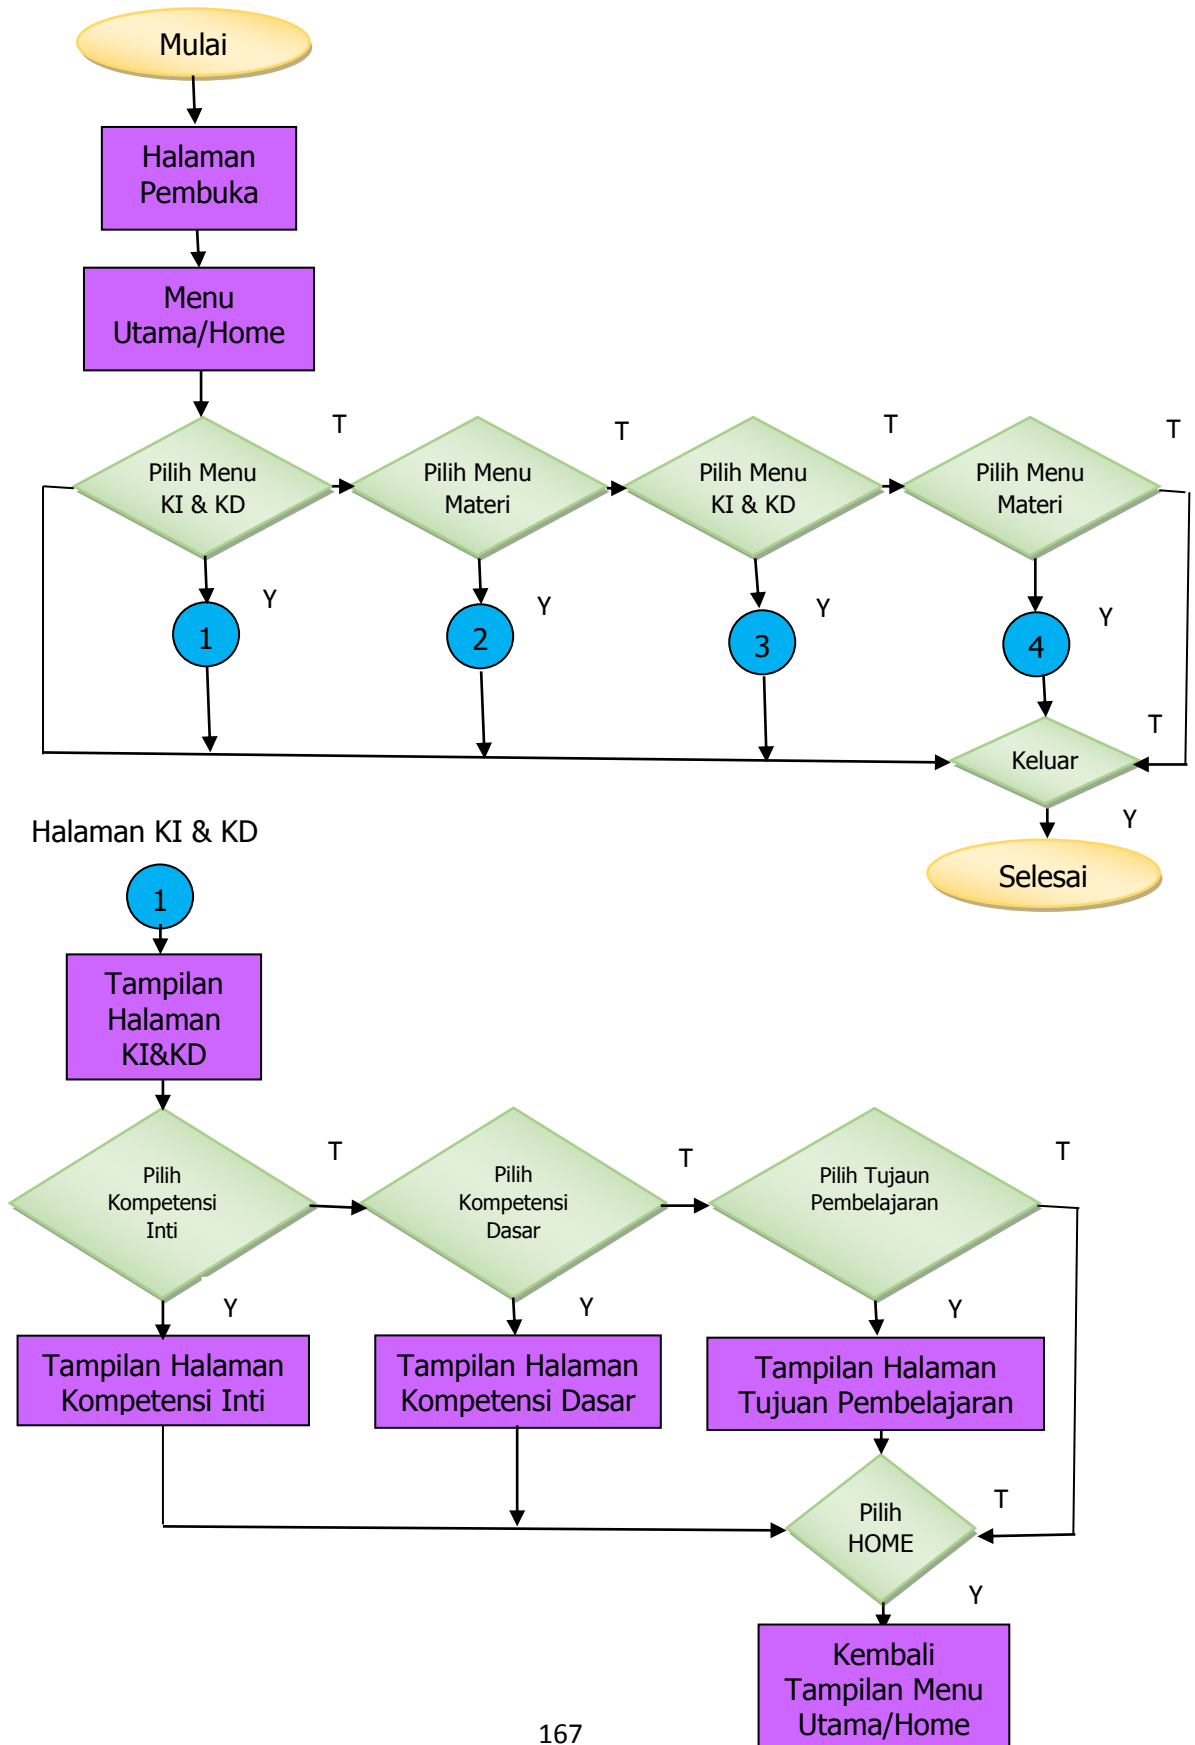 Mulai
Halaman
Pembuka
Menu
Utama/Home
T
T
T
T
Pilih Menu
KI & KD
Pilih Menu
Materi
Pilih Menu
KI & KD
Pilih Menu
Materi
Y
Y
Y
Y
1
2
3
4
T
Keluar
Y
Halaman KI & KD
Selesai
1
Tampilan
Halaman
KI&KD
T
T
T
Pilih
Kompetensi
Inti
Pilih
Kompetensi
Dasar
Pilih Tujaun
Pembelajaran
Y
Y
Y
Tampilan Halaman
Kompetensi Inti
Tampilan Halaman
Kompetensi Dasar
Tampilan Halaman
Tujuan Pembelajaran
T
Pilih
HOME
Y
Kembali
Tampilan Menu
Utama/Home
167